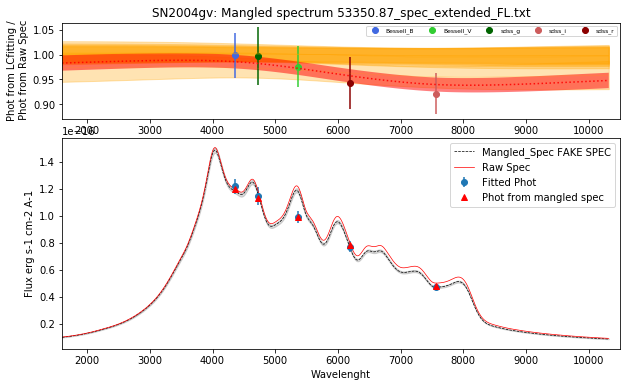 SN2004gv: Mangled spectrum 53350.87_spec_extended_FL.txt
Phot from LCfitting /
Phot from Raw Spec
1.05
1.00
0.95
0.90
Bessell_B
Bessell_V
sdss_g
sdss_i
sdss_r
2000 3000 4000 5000 6000 7000 8000 9000 10000
Flux erg s-1 cm-2 A-1
1.4
1.2
1.0
0.8
0.6
0.4
0.2
Mangled_Spec FAKE SPEC
Raw Spec
Fitted Phot
Phot from mangled spec
2000 3000 4000 5000 6000 7000 8000 9000 10000
Wavelenght